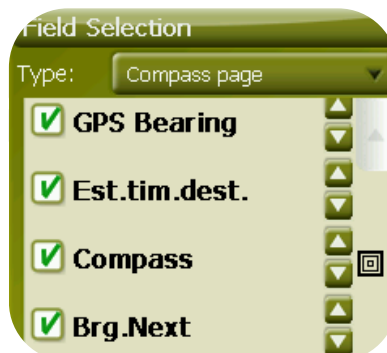 Field Selection
Type: Compass page
GPS Bearing
Est.tim.dest.
Compass
Brg.Next